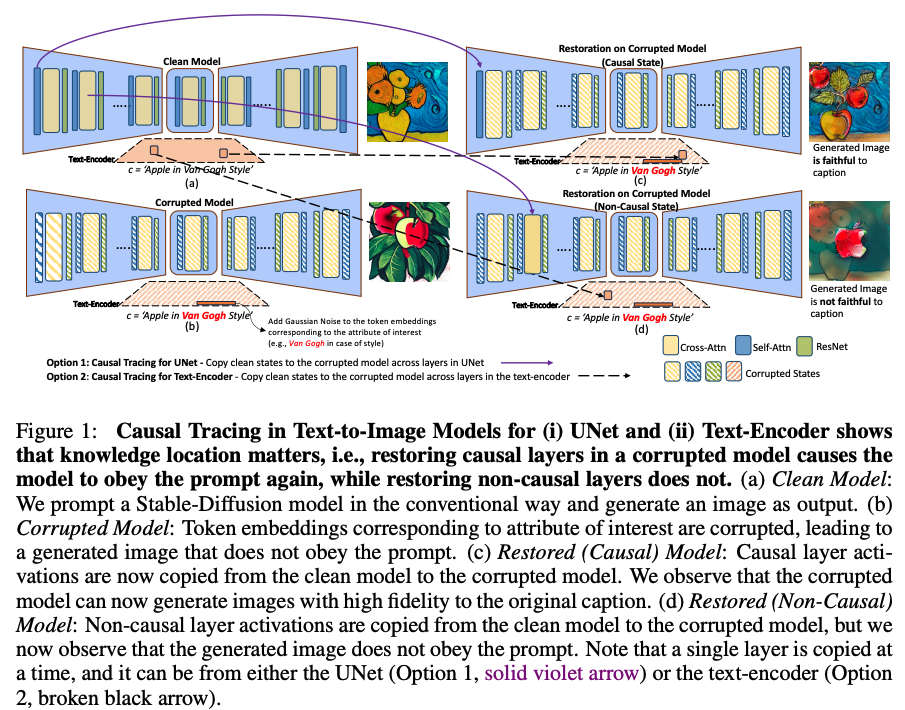 Clean Model
Text-Encoder
c = ‘Apple in Van Gogh Style’
(a)
Restoration on Corrupted Model
(Causal State)
Text-Encoder
c = ‘Apple in Van Gogh Style’
(c)
Generated Image
is faithful to
caption
Corrupted Model
Text-Encoder
c = ‘Apple in Van Gogh Style’
(b)
Add Gaussian Noise to the token embeddings
corresponding to the attribute of interest
(e.g., Van Gogh in case of style)
Restoration on Corrupted Model
(Non-Causal State)
Text-Encoder
c = ‘Apple in Van Gogh Style’
(d)
Generated Image
is not faithful to
caption
Option 1: Causal Tracing for UNet - Copy clean states to the corrupted model across layers in UNet
Option 2: Causal Tracing for Text-Encoder - Copy clean states to the corrupted model across layers in the text-encoder
Cross-Attn
Self-Attn
ResNet
Corrupted States
Figure 1: Causal Tracing in Text-to-Image Models for (i) UNet and (ii) Text-Encoder shows
that knowledge location matters, i.e., restoring causal layers in a corrupted model causes the
model to obey the prompt again, while restoring non-causal layers does not. (a) Clean Model:
We prompt a Stable-Diffusion model in the conventional way and generate an image as output. (b)
Corrupted Model: Token embeddings corresponding to attribute of interest are corrupted, leading to
a generated image that does not obey the prompt. (c) Restored (Causal) Model: Causal layer acti-
vations are now copied from the clean model to the corrupted model. We observe that the corrupted
model can now generate images with high fidelity to the original caption. (d) Restored (Non-Causal)
Model: Non-causal layer activations are copied from the clean model to the corrupted model, but we
now observe that the generated image does not obey the prompt. Note that a single layer is copied at
a time, and it can be from either the UNet (Option 1, solid violet arrow) or the text-encoder (Option
2, broken black arrow).